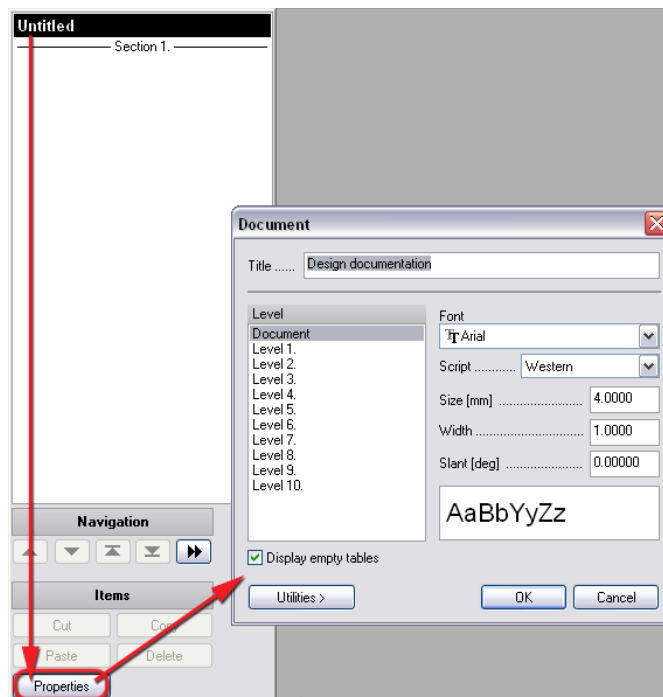 Untitled
Section 1.
Document
Title ...... Design documentation
Level
Document
Level 1.
Level 2.
Level 3.
Level 4.
Level 5.
Level 6.
Level 7.
Level 8.
Level 9.
Level 10.
Font
Arial
Script ............ Western
Size [mm] ........................ 4.0000
Width ............................. 1.0000
Slant [deg] ...................... 0.00000
AaBbYyZz
Display empty tables
Utilities >
OK
Cancel
Navigation
Items
Cut
Copy
Paste
Delete
Properties